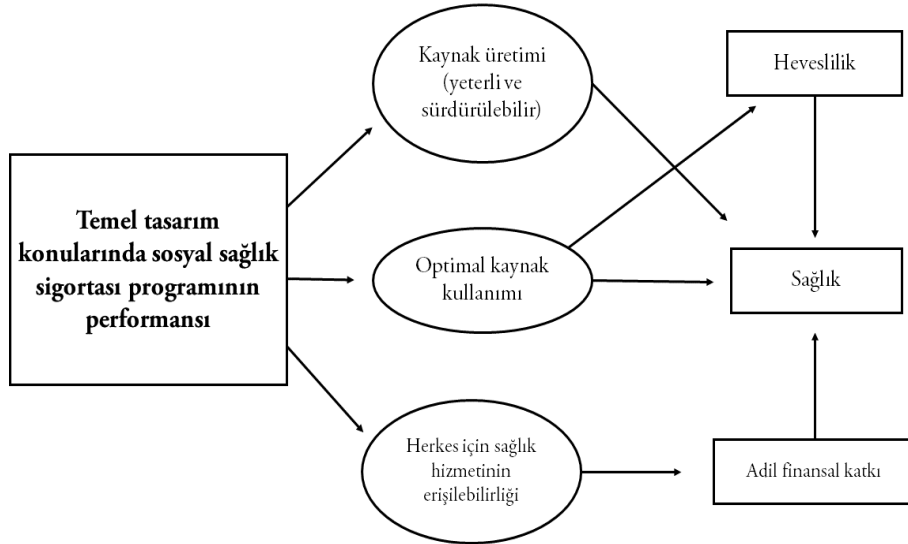 Temel tasarım
konularında sosyal sağlık
sigortası programının
performansı
Kaynak üretimi
(yeterli ve
sürdürülebilir)
Optimal kaynak
kullanımı
Herkes için sağlık
hizmetinin
erişilebilirliği
Heveslilik
Sağlık
Adil finansal katkı